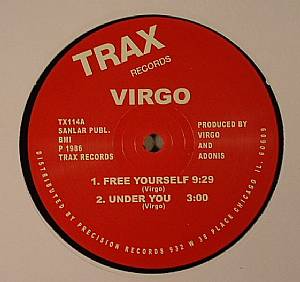 TRAX
RECORDS
VIRGO
TX114A
SANLAR PUBL.
BMI
P 1986
TRAX RECORDS
PRODUCED BY
VIRGO
AND
ADONIS
1. FREE YOURSELF 9:29
(Virgo)
2. UNDER YOU 3:00
(Virgo)
DISTRIBUTED BY PRECISION RECORDS 932 W 38 PLACE CHICAGO IL. 60609